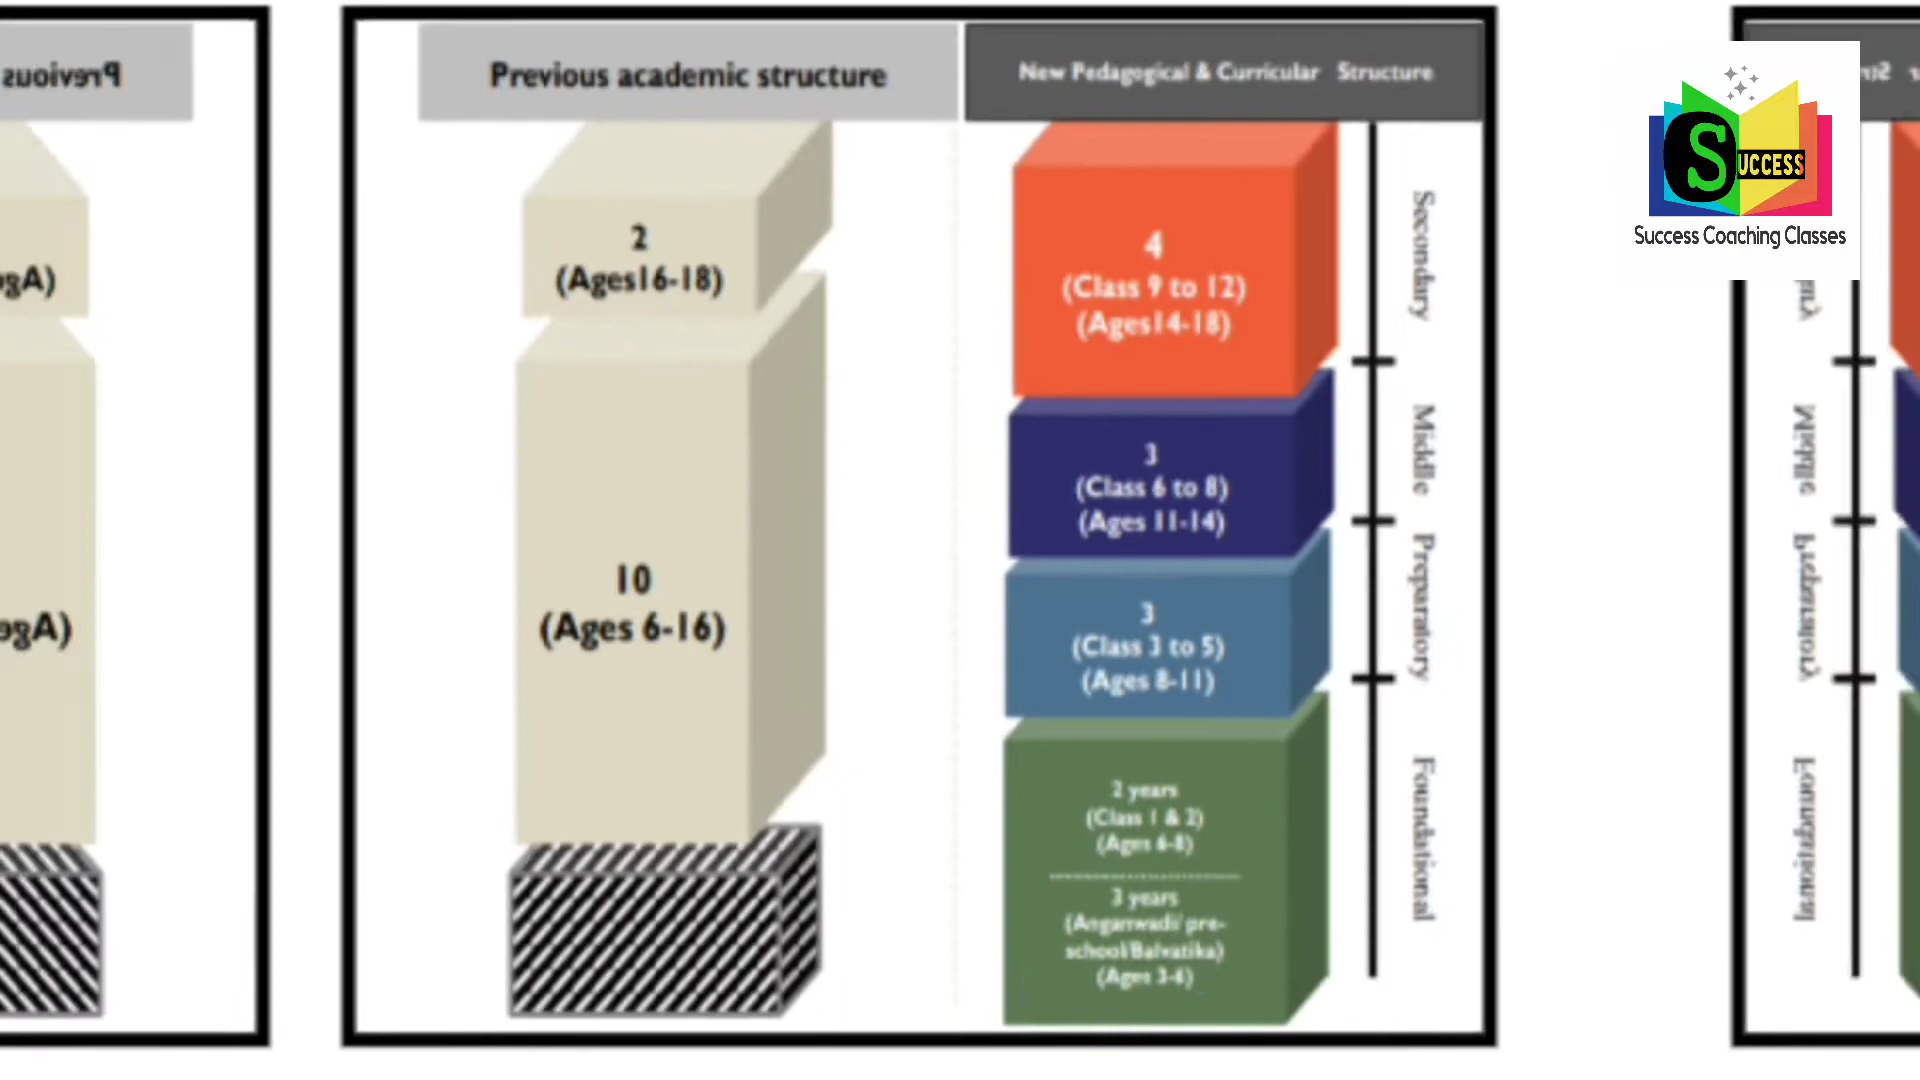 Previous academic structure
2
(Ages16-18)
10
(Ages 6-16)
New Pedagogical & Curricular Structure
4
(Class 9 to 12)
(Ages14-18)
3
(Class 6 to 8)
(Ages 11-14)
3
(Class 3 to 5)
(Ages 8-11)
2 years
(Class 1 & 2)
(Ages 6-8)
3 years
(Anganwadi/ pre-
school/Balvatika)
(Ages 3-6)
Secondary
Middle
Preparatory
Foundational
SUCCESS
Success Coaching Classes